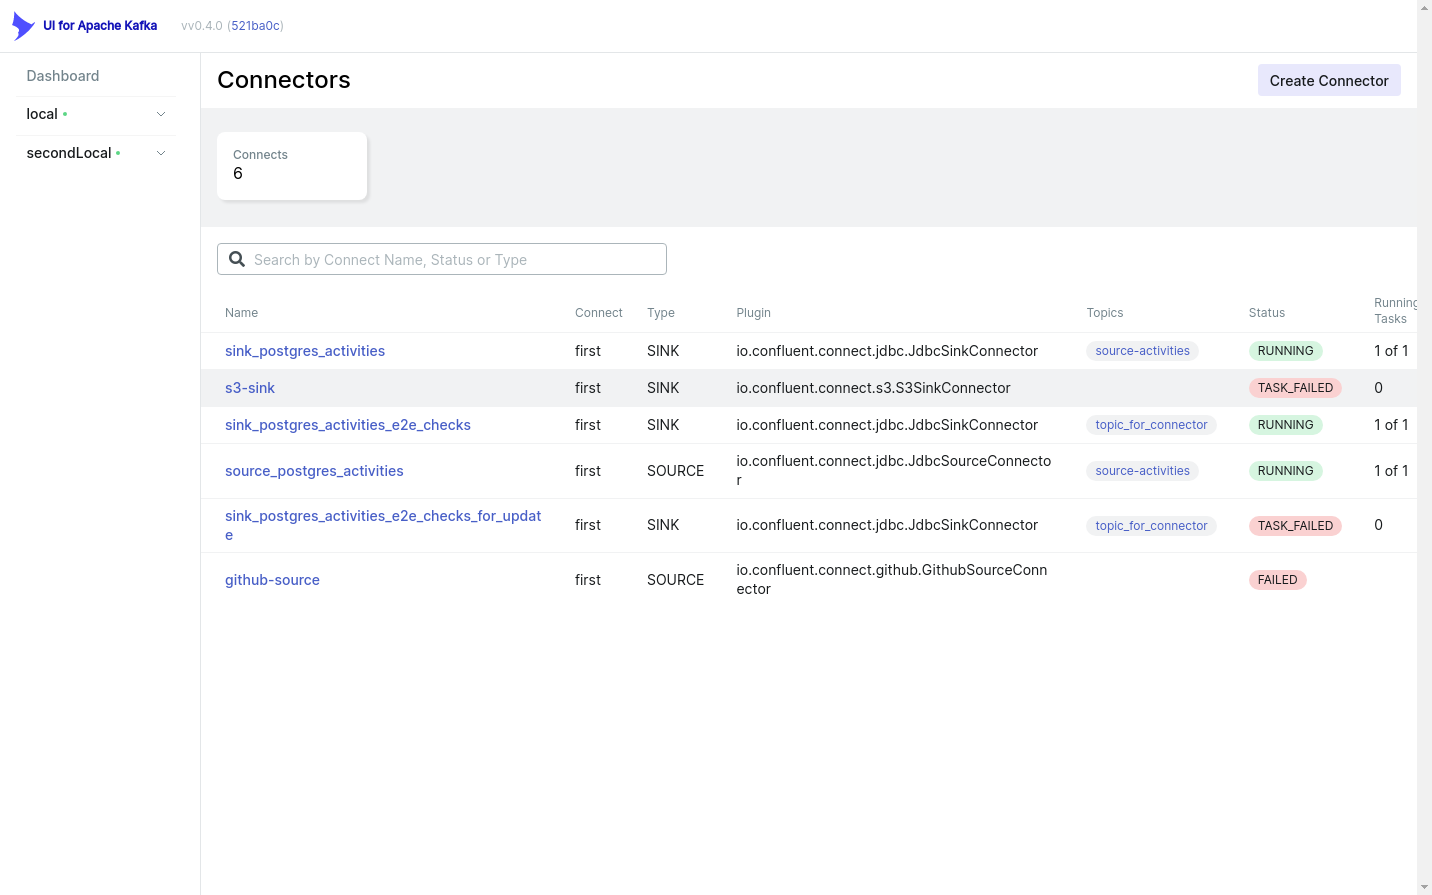 UI for Apache Kafka vv0.4.0 (521ba0c)
Dashboard
local
secondLocal
Connectors
Create Connector
Connects
6
Search by Connect Name, Status or Type
Name Connect Type Plugin Topics Status Running
Tasks
sink_postgres_activities first SINK io.confluent.connect.jdbc.JdbcSinkConnector source-activities RUNNING 1 of 1
s3-sink first SINK io.confluent.connect.s3.S3SinkConnector TASK_FAILED 0
sink_postgres_activities_e2e_checks first SINK io.confluent.connect.jdbc.JdbcSinkConnector topic_for_connector RUNNING 1 of 1
source_postgres_activities first SOURCE io.confluent.connect.jdbc.JdbcSourceConnecto
r source-activities RUNNING 1 of 1
sink_postgres_activities_e2e_checks_for_updat
e first SINK io.confluent.connect.jdbc.JdbcSinkConnector topic_for_connector TASK_FAILED 0
github-source first SOURCE io.confluent.connect.github.GithubSourceConn
ector FAILED